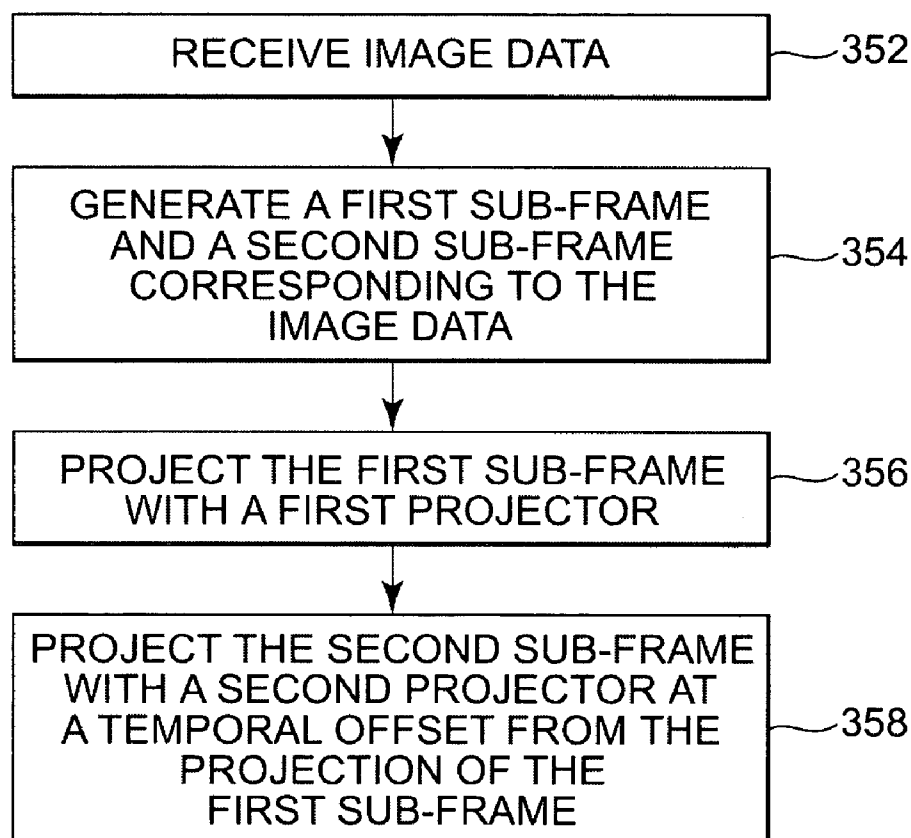 RECEIVE IMAGE DATA
352
GENERATE A FIRST SUB-FRAME
AND A SECOND SUB-FRAME
CORRESPONDING TO THE
IMAGE DATA
354
PROJECT THE FIRST SUB-FRAME
WITH A FIRST PROJECTOR
356
PROJECT THE SECOND SUB-FRAME
WITH A SECOND PROJECTOR AT
A TEMPORAL OFFSET FROM THE
PROJECTION OF THE
FIRST SUB-FRAME
358